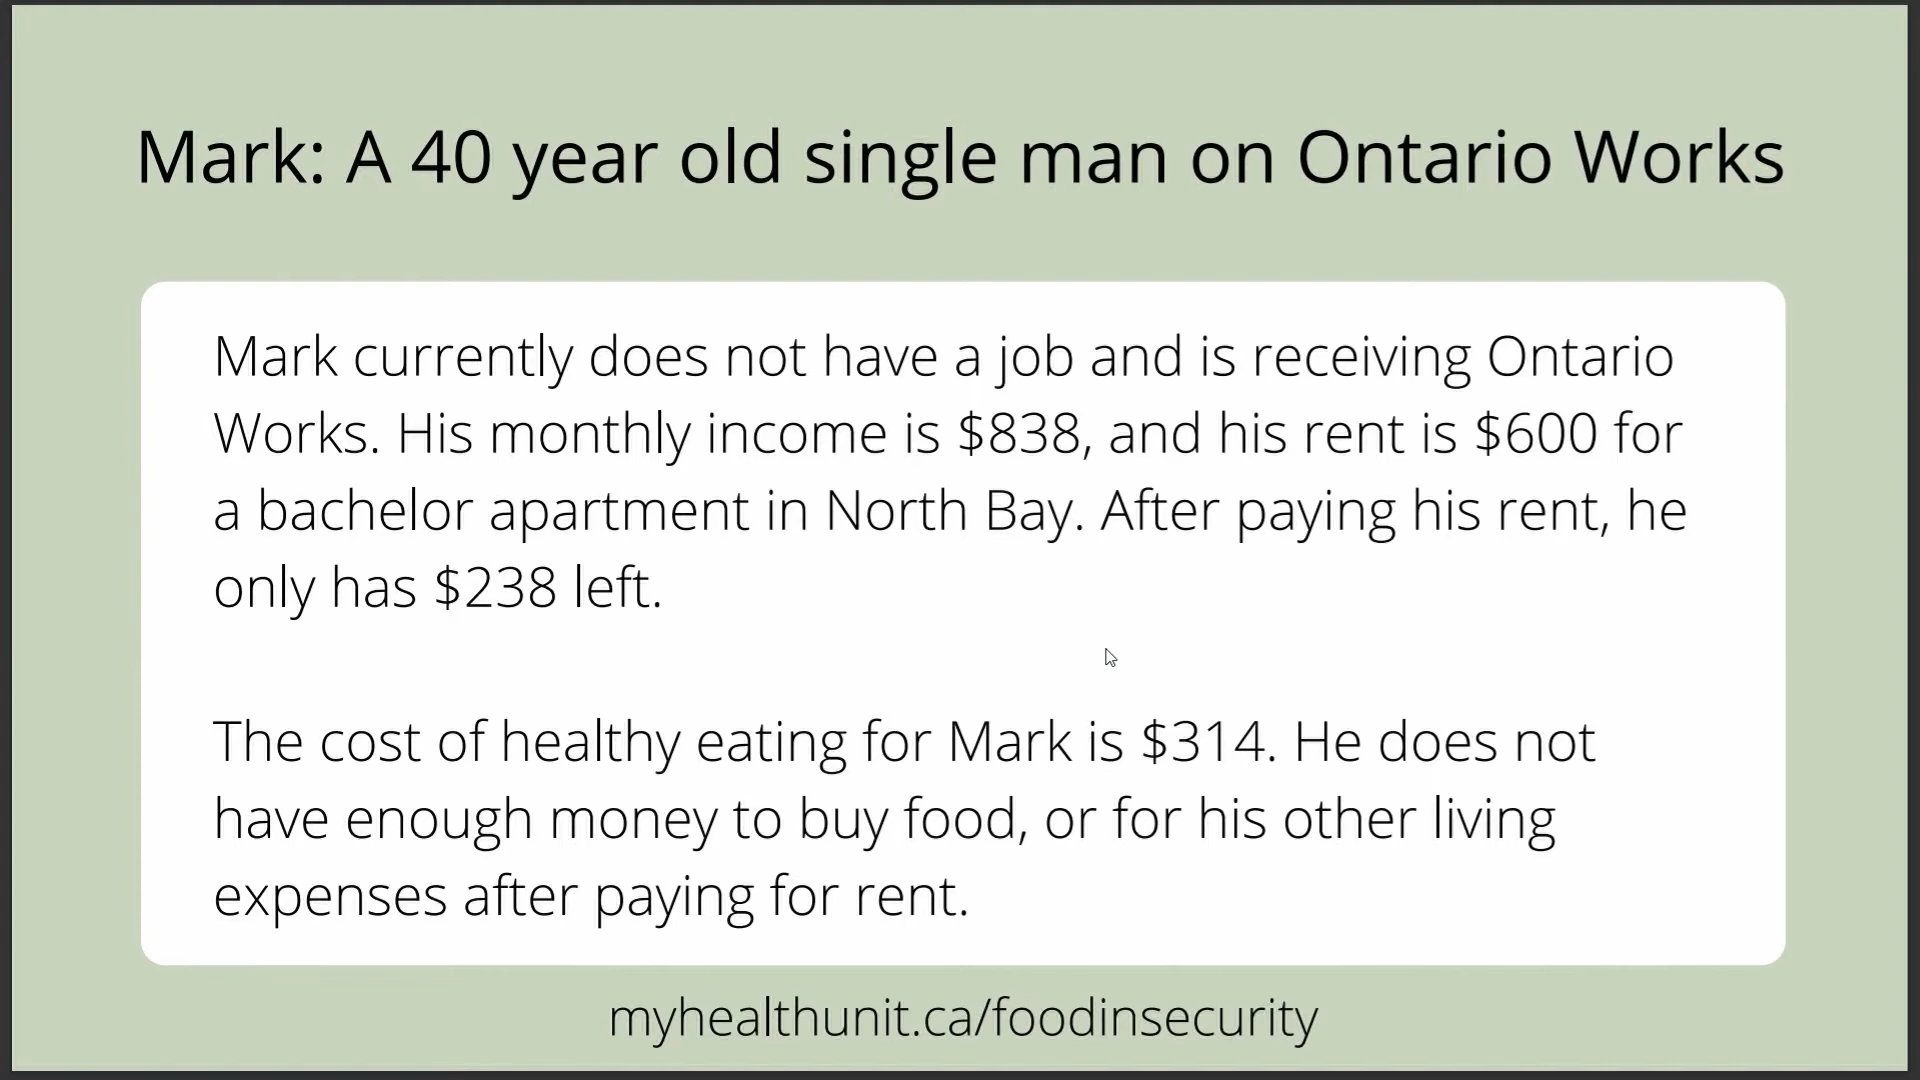 Mark: A 40 year old single man on Ontario Works
Mark currently does not have a job and is receiving Ontario
Works. His monthly income is $838, and his rent is $600 for
a bachelor apartment in North Bay. After paying his rent, he
only has $238 left.
The cost of healthy eating for Mark is $314. He does not
have enough money to buy food, or for his other living
expenses after paying for rent.
myhealthunit.ca/foodinsecurity